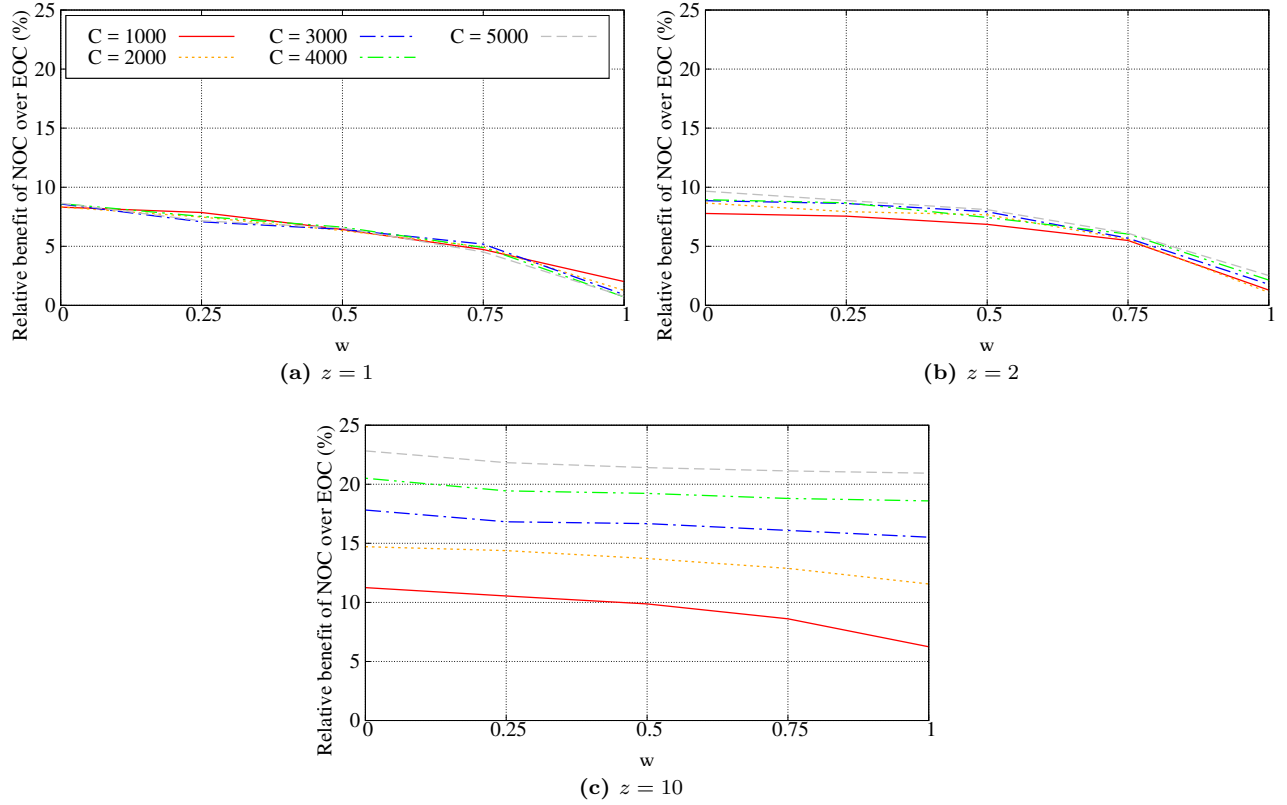 Relative benefit of NOC over EOC (%)
25
20
15
10
5
0
C = 1000
C = 3000
C = 5000
C = 2000
C = 4000
0
0.25
0.5
0.75
1
w
(a) z = 1
Relative benefit of NOC over EOC (%)
25
20
15
10
5
0
0
0.25
0.5
0.75
1
w
(b) z = 2
Relative benefit of NOC over EOC (%)
25
20
15
10
5
0
0
0.25
0.5
0.75
1
w
(c) z = 10